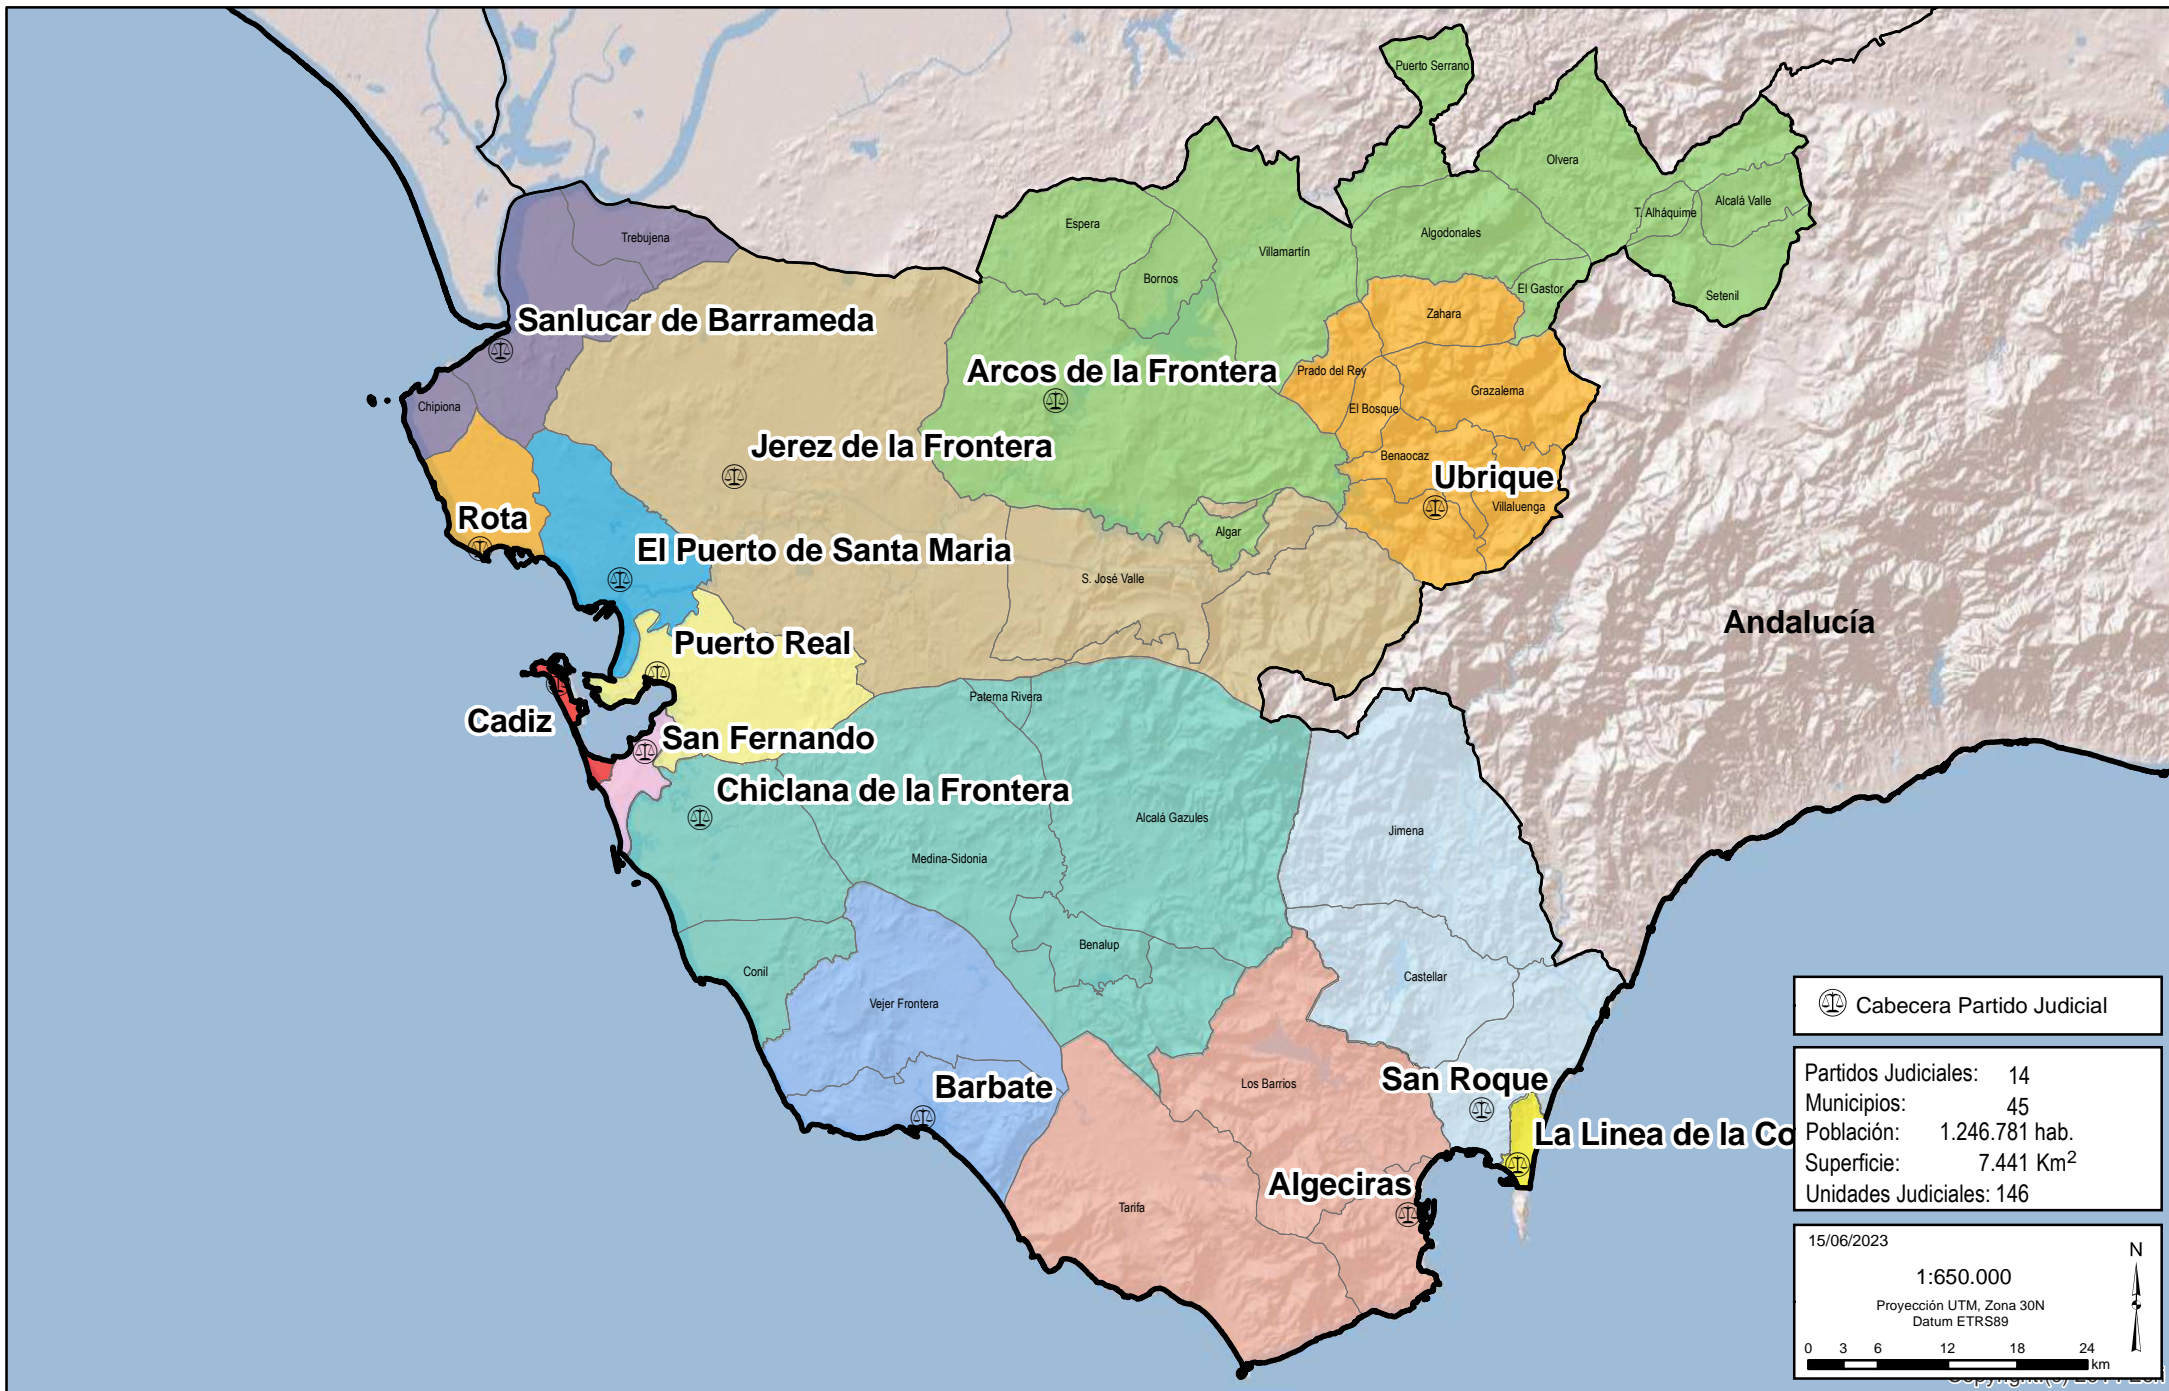 Puerto Serrano
Olvera
T. Alháquime
Alcalá Valle
Espera
Trebujena
Algodonales
Villamartín
Bornos
El Gastor
Setenil
Zahara
Sanlucar de Barrameda
Arcos de la Frontera
Prado del Rey
Grazalema
Chipiona
El Bosque
Jerez de la Frontera
Benaocaz
Ubrique
Villaluenga
Rota
Algar
El Puerto de Santa Maria
S. José Valle
Andalucía
Puerto Real
Paterna Rivera
Cadiz
San Fernando
Chiclana de la Frontera
Alcalá Gazules
Jimena
Medina-Sidonia
Benalup
Conil
Castellar
Vejer Frontera
Barbate
Los Barrios
San Roque
La Linea de la Co
Algeciras
Tarifa
Cabecera Partido Judicial
Partidos Judiciales: 14
Municipios: 45
Población: 1.246.781 hab.
Superficie: 7.441 Km²
Unidades Judiciales: 146
15/06/2023
N
1:650.000
Proyección UTM, Zona 30N
Datum ETRS89
0 3 6 12 18 24
km